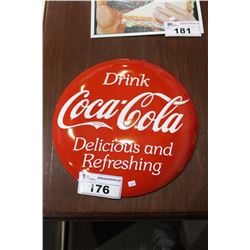 181
Drink
Coca-Cola
Delicious and
Refreshing
176